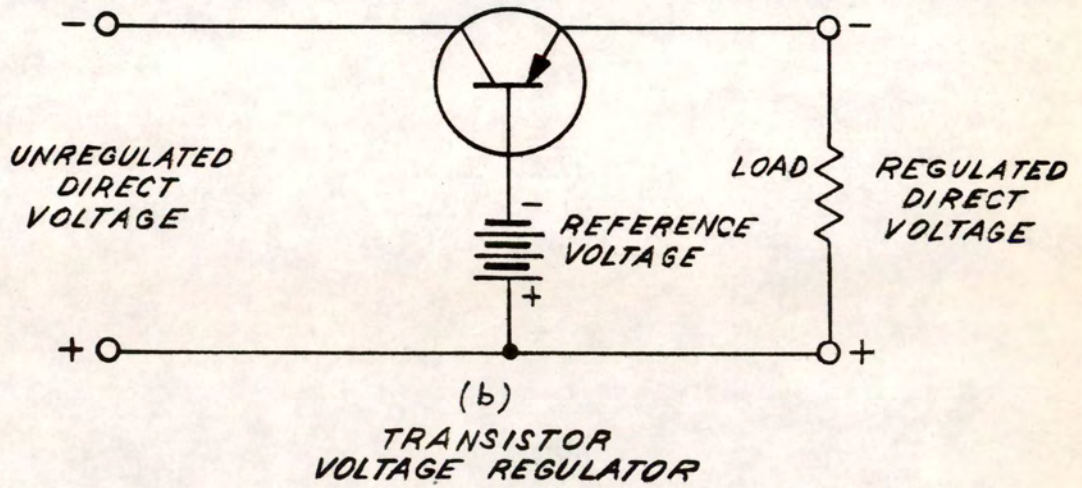 -
-
UNREGULATED
DIRECT
VOLTAGE
LOAD
REGULATED
DIRECT
VOLTAGE
-
REFERENCE
VOLTAGE
+
+
+
(b)
TRANSISTOR
VOLTAGE REGULATOR